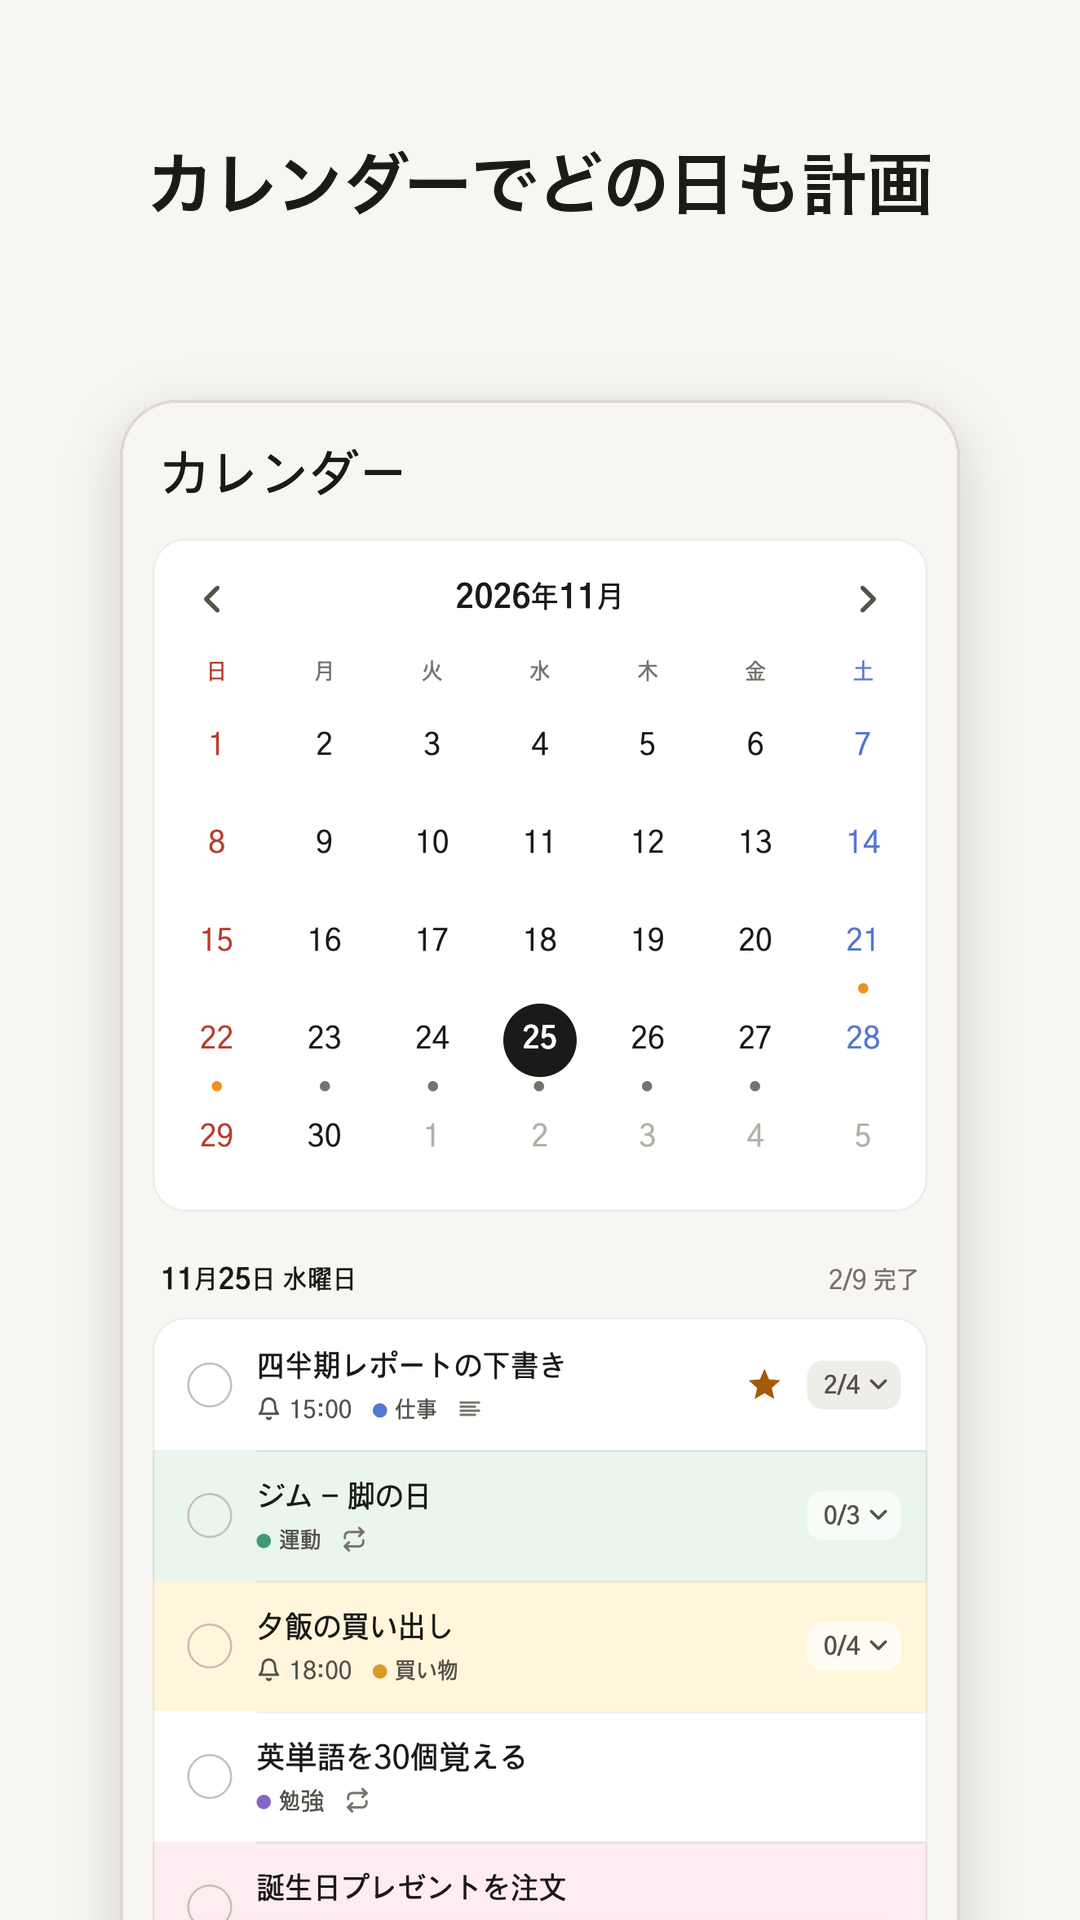 カレンダーでどの日も計画
カレンダー
2026年11月
日 月 火 水 木 金 土
1 2 3 4 5 6 7
8 9 10 11 12 13 14
15 16 17 18 19 20 21
22 23 24 25 26 27 28
29 30 1 2 3 4 5
11月25日 水曜日 2/9 完了
四半期レポートの下書き
15:00 仕事 2/4
ジム – 脚の日
運動 0/3
夕飯の買い出し
18:00 買い物 0/4
英単語を30個覚える
勉強
誕生日プレゼントを注文